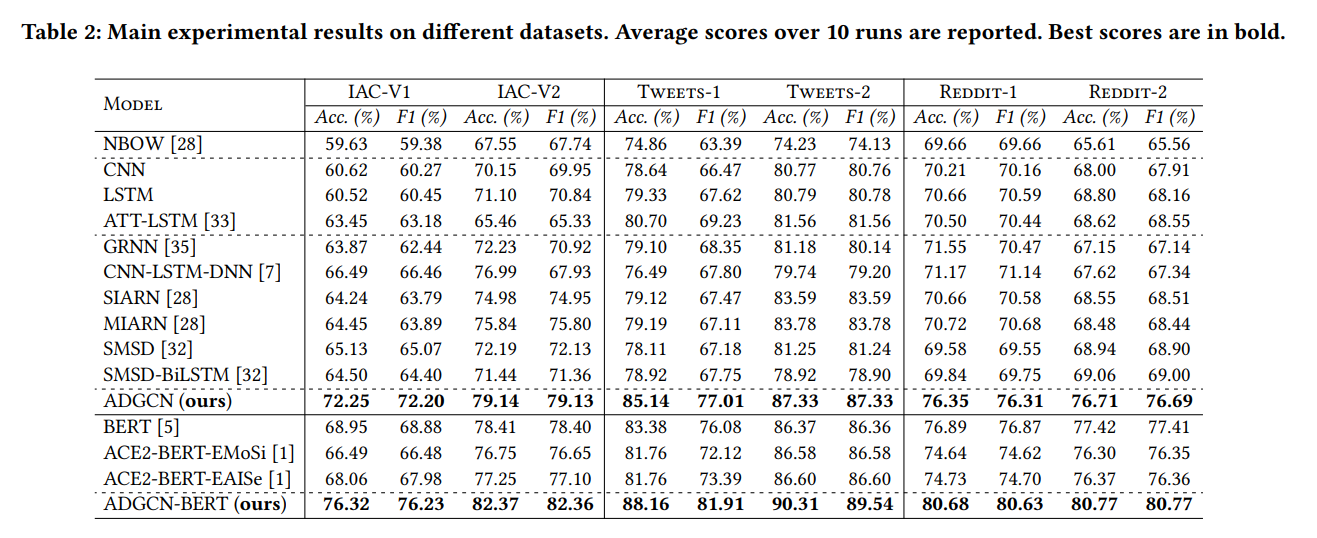 Table 2: Main experimental results on different datasets. Average scores over 10 runs are reported. Best scores are in bold.
MODEL IAC-V1 IAC-V2 TWEETS-1 TWEETS-2 REDDIT-1 REDDIT-2
Acc. (%) F1 (%) Acc. (%) F1 (%) Acc. (%) F1 (%) Acc. (%) F1 (%) Acc. (%) F1 (%) Acc. (%) F1 (%)
NBOW [28] 59.63 59.38 67.55 67.74 74.86 63.39 74.23 74.13 69.66 69.66 65.61 65.56
CNN 60.62 60.27 70.15 69.95 78.64 66.47 80.77 80.76 70.21 70.16 68.00 67.91
LSTM 60.52 60.45 71.10 70.84 79.33 67.62 80.79 80.78 70.66 70.59 68.80 68.16
ATT-LSTM [33] 63.45 63.18 65.46 65.33 80.70 69.23 81.56 81.56 70.50 70.44 68.62 68.55
GRNN [35] 63.87 62.44 72.23 70.92 79.10 68.35 81.18 80.14 71.55 70.47 67.15 67.14
CNN-LSTM-DNN [7] 66.49 66.46 76.99 67.93 76.49 67.80 79.74 79.20 71.17 71.14 67.62 67.34
SIARN [28] 64.24 63.79 74.98 74.95 79.12 67.47 83.59 83.59 70.66 70.58 68.55 68.51
MIARN [28] 64.45 63.89 75.84 75.80 79.19 67.11 83.78 83.78 70.72 70.68 68.48 68.44
SMSD [32] 65.13 65.07 72.19 72.13 78.11 67.18 81.25 81.24 69.58 69.55 68.94 68.90
SMSD-BiLSTM [32] 64.50 64.40 71.44 71.36 78.92 67.75 78.92 78.90 69.84 69.75 69.06 69.00
ADGCN (ours) 72.25 72.20 79.14 79.13 85.14 77.01 87.33 87.33 76.35 76.31 76.71 76.69
BERT [5] 68.95 68.88 78.41 78.40 83.38 76.08 86.37 86.36 76.89 76.87 77.42 77.41
ACE2-BERT-EMoSi [1] 66.49 66.48 76.75 76.65 81.76 72.12 86.58 86.58 74.64 74.62 76.30 76.35
ACE2-BERT-EAISe [1] 68.06 67.98 77.25 77.10 81.76 73.39 86.60 86.60 74.73 74.70 76.37 76.36
ADGCN-BERT (ours) 76.32 76.23 82.37 82.36 88.16 81.91 90.31 89.54 80.68 80.63 80.77 80.77